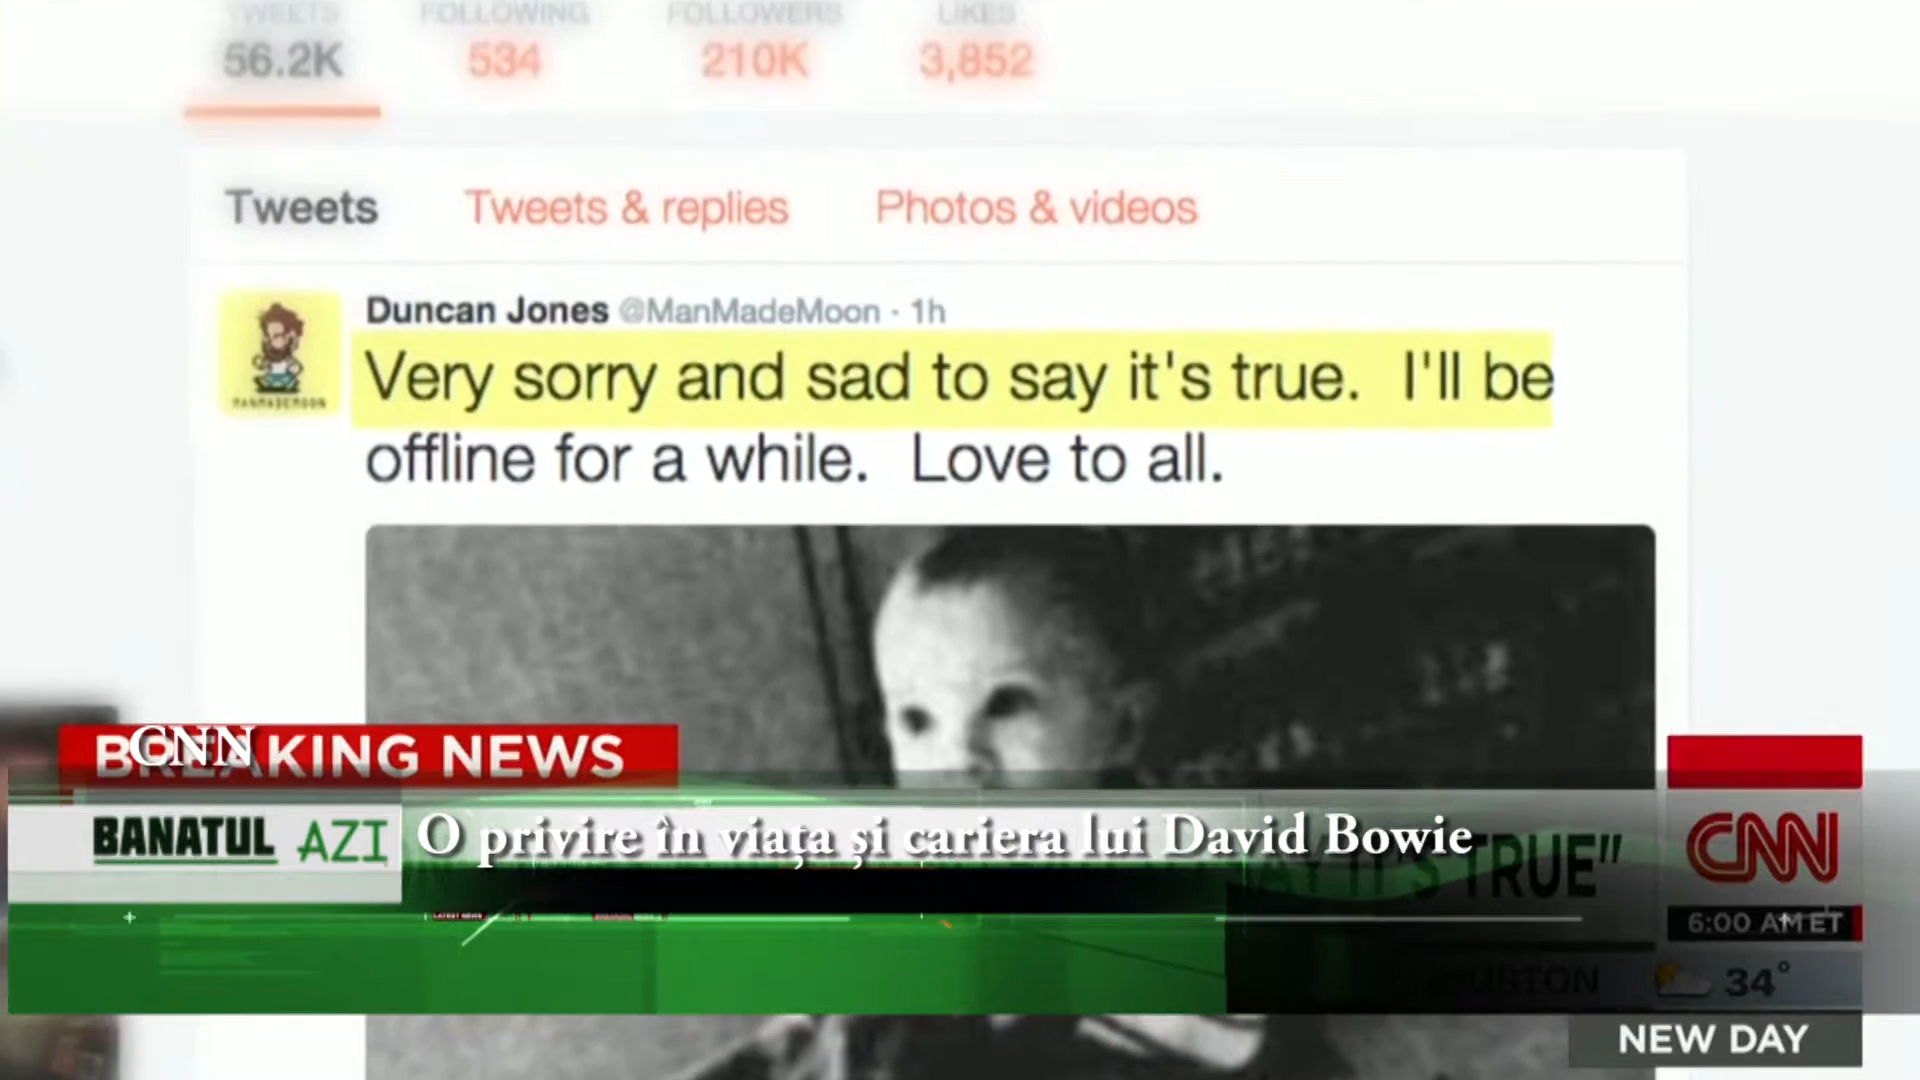 TWEETS FOLLOWING FOLLOWERS LIKES
56.2K 534 210K 3,852
Tweets Tweets & replies Photos & videos
Duncan Jones @ManMadeMoon · 1h
MANMADEMOON
Very sorry and sad to say it's true. I'll be
offline for a while. Love to all.
CNN
BREAKING NEWS
BANATUL AZI
O privire în viața și cariera lui David Bowie
SAY IT'S TRUE"
CNN
6:00 AM ET
34°
NEW DAY